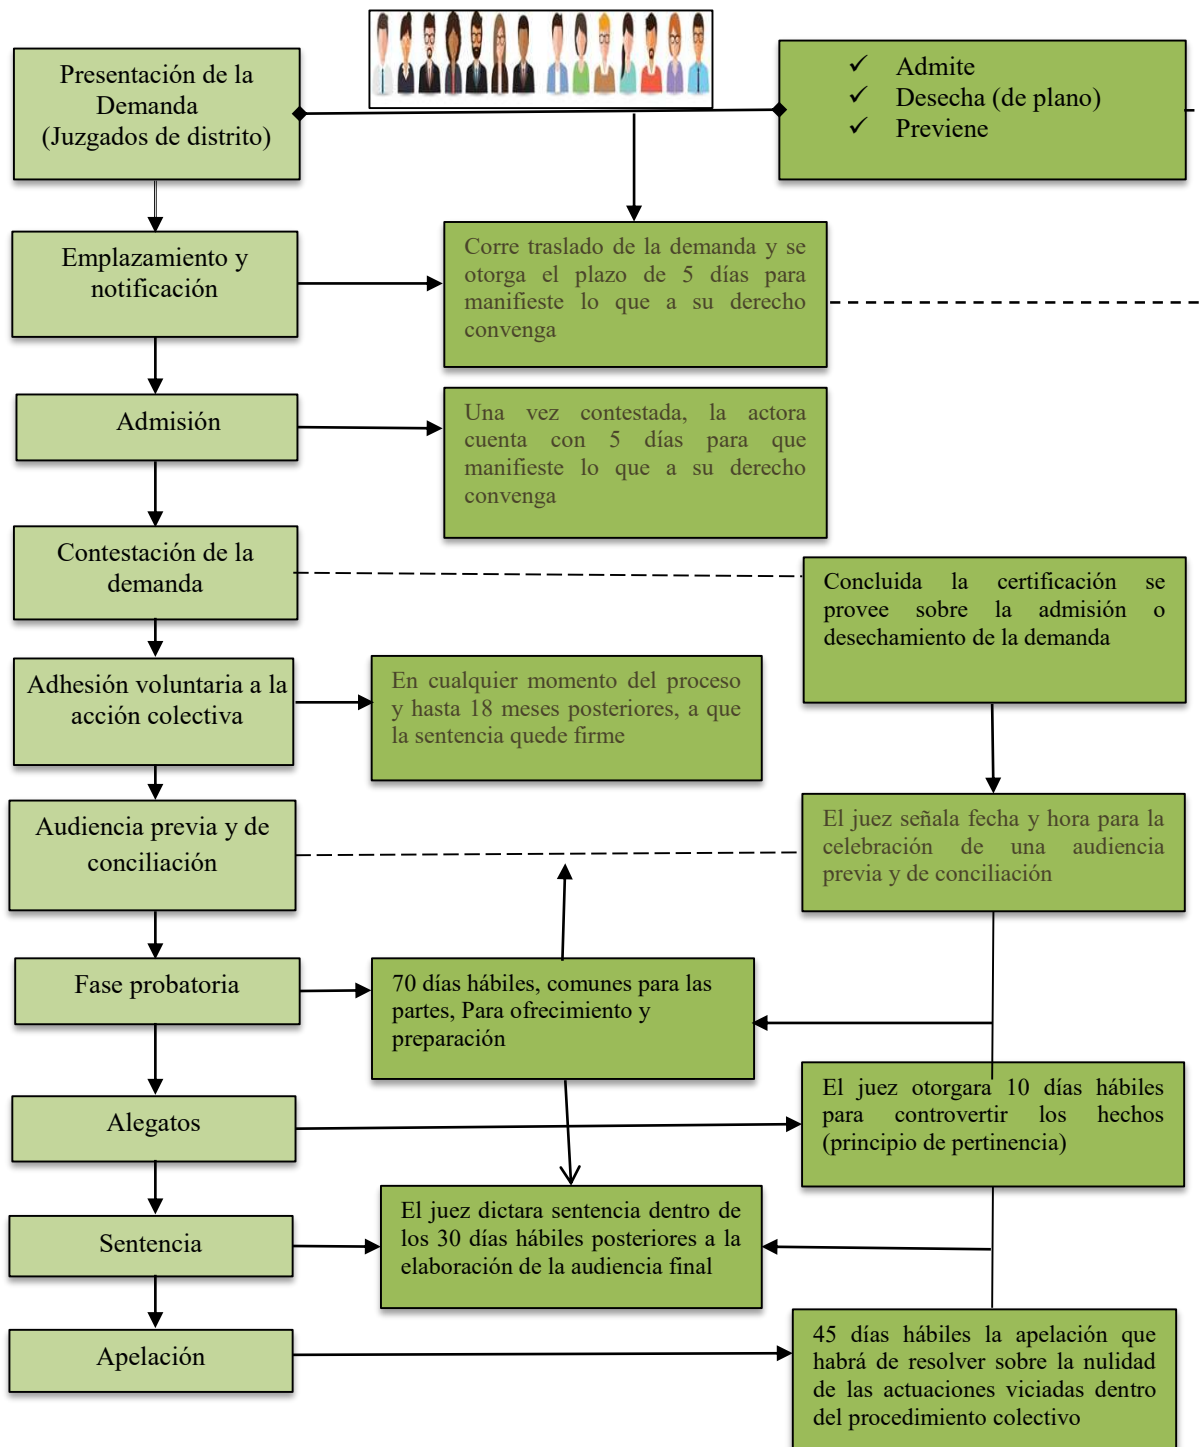 Presentación de la
Demanda
(Juzgados de distrito)
✓ Admite
✓ Desecha (de plano)
✓ Previene
Emplazamiento y
notificación
Corre traslado de la demanda y se
otorga el plazo de 5 días para
manifieste lo que a su derecho
convenga
Admisión
Una vez contestada, la actora
cuenta con 5 días para que
manifieste lo que a su derecho
convenga
Contestación de la
demanda
Concluida la certificación se
provee sobre la admisión o
desechamiento de la demanda
Adhesión voluntaria a la
acción colectiva
En cualquier momento del proceso
y hasta 18 meses posteriores, a que
la sentencia quede firme
Audiencia previa y de
conciliación
El juez señala fecha y hora para la
celebración de una audiencia
previa y de conciliación
Fase probatoria
70 días hábiles, comunes para las
partes, Para ofrecimiento y
preparación
Alegatos
El juez otorgara 10 días hábiles
para controvertir los hechos
(principio de pertinencia)
Sentencia
El juez dictara sentencia dentro de
los 30 días hábiles posteriores a la
elaboración de la audiencia final
Apelación
45 días hábiles la apelación que
habrá de resolver sobre la nulidad
de las actuaciones viciadas dentro
del procedimiento colectivo